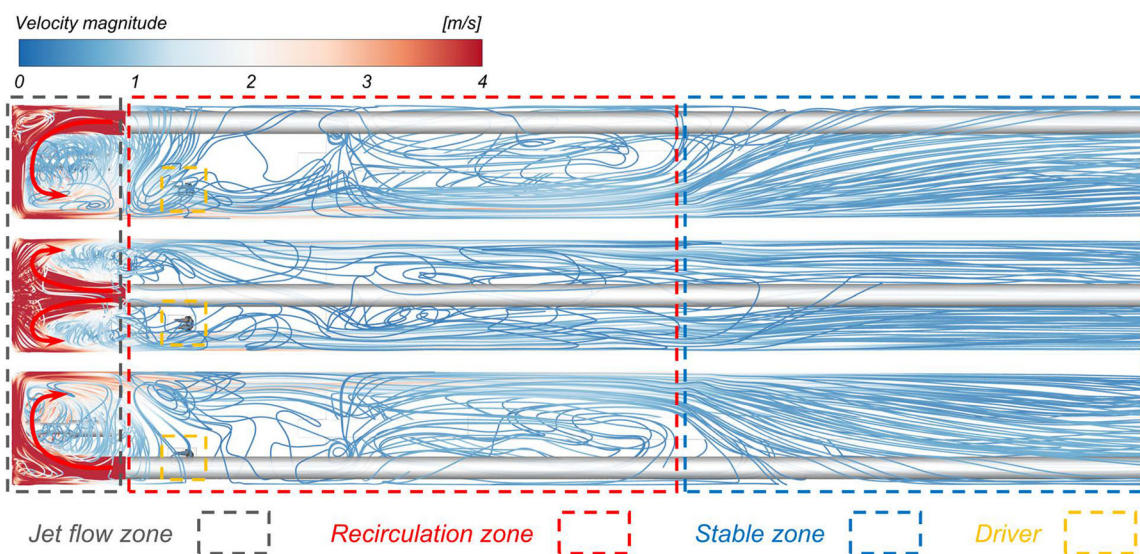 Velocity magnitude [m/s]
0 1 2 3 4
Jet flow zone Recirculation zone Stable zone Driver